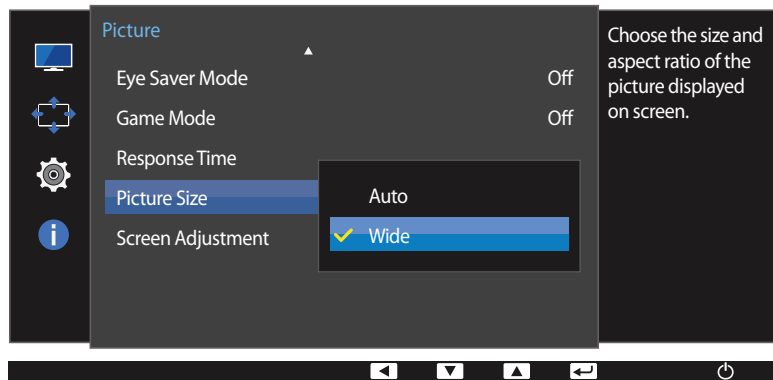 Picture
Eye Saver Mode Off
Game Mode Off
Response Time
Picture Size
Screen Adjustment
Auto
Wide
Choose the size and
aspect ratio of the
picture displayed
on screen.